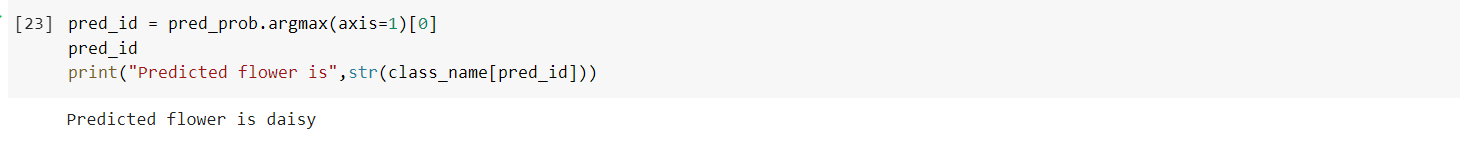 [23] pred_id = pred_prob.argmax(axis=1)[0]
pred_id
print("Predicted flower is",str(class_name[pred_id]))
Predicted flower is daisy